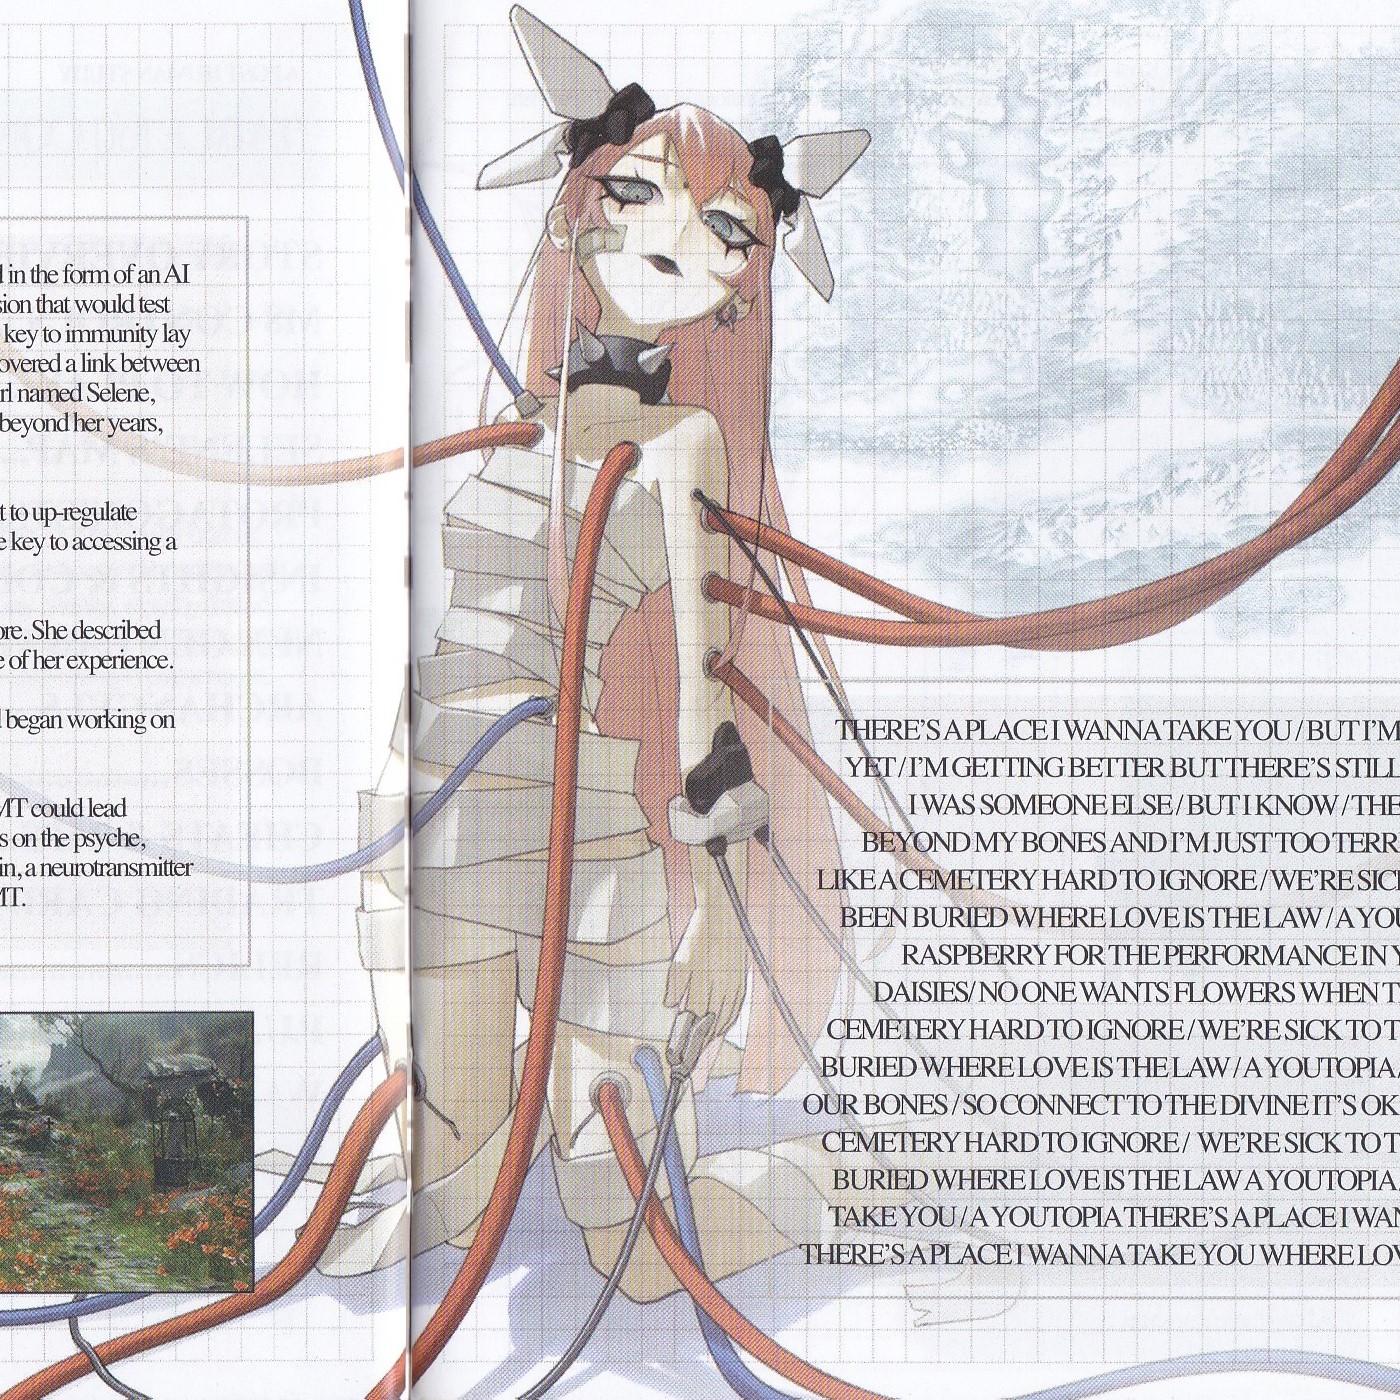 d in the form of an AI
sion that would test
key to immunity lay
overed a link between
rl named Selene,
beyond her years,
t to up-regulate
e key to accessing a
ore. She described
e of her experience.
d began working on
MT could lead
s on the psyche,
in, a neurotransmitter
MT.
THERE'S A PLACE I WANNA TAKE YOU / BUT I'M
YET / I'M GETTING BETTER BUT THERE'S STILL
I WAS SOMEONE ELSE / BUT I KNOW / THE
BEYOND MY BONES AND I'M JUST TOO TERR
LIKE A CEMETERY HARD TO IGNORE / WE'RE SIC
BEEN BURIED WHERE LOVE IS THE LAW / A YOU
RASPBERRY FOR THE PERFORMANCE IN Y
DAISIES/ NO ONE WANTS FLOWERS WHEN T
CEMETERY HARD TO IGNORE / WE'RE SICK TO T
BURIED WHERE LOVE IS THE LAW / A YOUTOPIA /
OUR BONES / SO CONNECT TO THE DIVINE IT'S OK
CEMETERY HARD TO IGNORE / WE'RE SICK TO T
BURIED WHERE LOVE IS THE LAW A YOUTOPIA
TAKE YOU / A YOUTOPIA THERE'S A PLACE I WAN
THERE'S A PLACE I WANNA TAKE YOU WHERE LOV